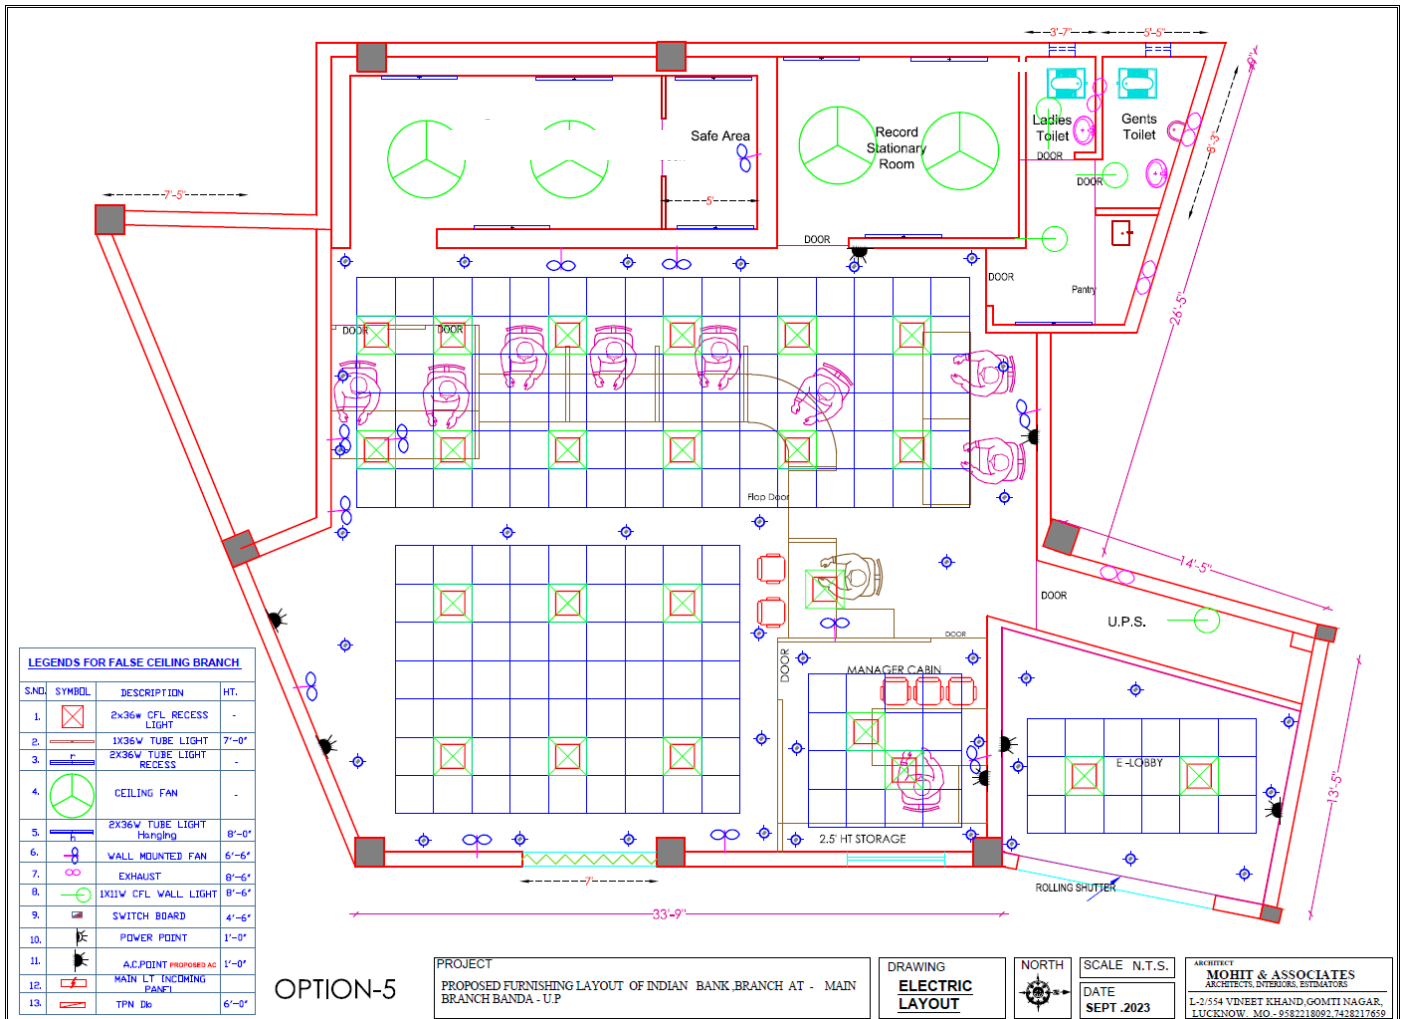 3'-7"
5'-5"
Safe Area
Record
Stationary
Room
Ladies
Toilet
Gents
Toilet
DOOR
DOOR
8'-3"
7'-5"
5'
DOOR
DOOR
Pantry
26'-5"
DOOR
DOOR
Flap Door
14'-5"
DOOR
U.P.S.
DOOR
DOOR
MANAGER CABIN
E -LOBBY
13'-5"
2.5' HT STORAGE
ROLLING SHUTTER
7'
33'-9"
LEGENDS FOR FALSE CEILING BRANCH
S.NO. SYMBOL DESCRIPTION HT.
1. 2x36w CFL RECESS LIGHT -
2. 1X36W TUBE LIGHT 7'-0"
3. 2X36W TUBE LIGHT RECESS -
4. CEILING FAN -
5. 2X36W TUBE LIGHT Hanging 8'-0"
6. WALL MOUNTED FAN 6'-6"
7. EXHAUST 8'-6"
8. 1X11W CFL WALL LIGHT 8'-6"
9. SWITCH BOARD 4'-6"
10. POWER POINT 1'-0"
11. A.C.POINT PROPOSED AC 1'-0"
12. MAIN LT INCOMING PANEL
13. TPN Db 6'-0"
OPTION-5
PROJECT
PROPOSED FURNISHING LAYOUT OF INDIAN BANK ,BRANCH AT - MAIN
BRANCH BANDA - U.P
DRAWING
ELECTRIC
LAYOUT
NORTH
SCALE N.T.S.
DATE
SEPT .2023
ARCHITECT
MOHIT & ASSOCIATES
ARCHITECTS, INTERIORS, ESTIMATORS
L-2/554 VINEET KHAND,GOMTI NAGAR,
LUCKNOW. MO.- 9582218092,7428217659